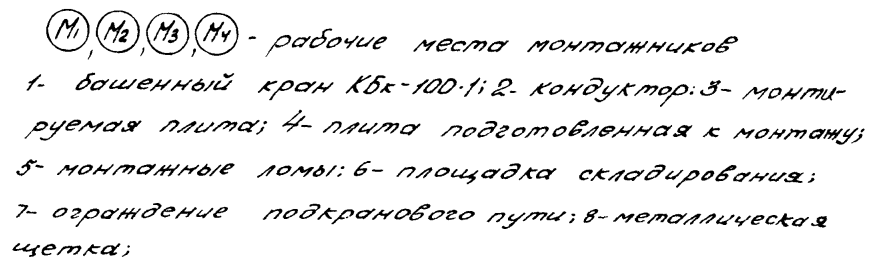 М1, М2, М3, М4 - рабочие места монтажников
1- башенный кран КБк-100.1; 2- кондуктор: 3- монти-
руемая плита; 4- плита подготовленная к монтажу;
5- монтажные ломы: 6- площадка складирования;
7- ограждение подкранового пути; 8- металлическая
щетка;